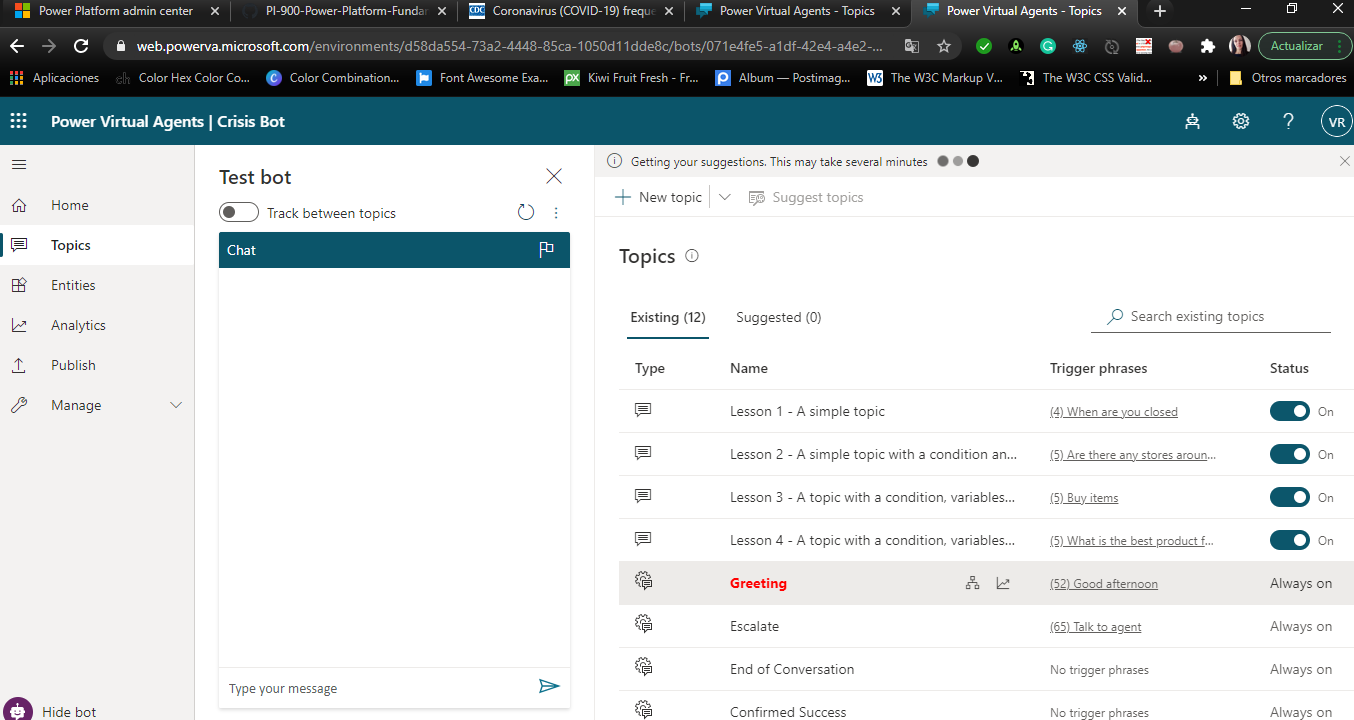 Power Platform admin center
PI-900-Power-Platform-Fundar
CDC Coronavirus (COVID-19) freque
Power Virtual Agents - Topics
Power Virtual Agents - Topics
web.powerva.microsoft.com/environments/d58da554-73a2-4448-85ca-1050d11dde8c/bots/071e4fe5-a1df-42e4-a4e2-...
Actualizar
Aplicaciones
ch Color Hex Color Co...
C Color Combination...
Font Awesome Exa...
px Kiwi Fruit Fresh - Fr...
P Album — Postimag...
W3 The W3C Markup V...
The W3C CSS Valid...
»
Otros marcadores
Power Virtual Agents | Crisis Bot
?
VR
Home
Topics
Entities
Analytics
Publish
Manage
Hide bot
Test bot
Track between topics
Chat
Type your message
Getting your suggestions. This may take several minutes
New topic
Suggest topics
Topics
Existing (12) Suggested (0)
Search existing topics
Type Name Trigger phrases Status
Lesson 1 - A simple topic (4) When are you closed On
Lesson 2 - A simple topic with a condition an... (5) Are there any stores aroun... On
Lesson 3 - A topic with a condition, variables... (5) Buy items On
Lesson 4 - A topic with a condition, variables... (5) What is the best product f... On
Greeting (52) Good afternoon Always on
Escalate (65) Talk to agent Always on
End of Conversation No trigger phrases Always on
Confirmed Success No trigger phrases Always on